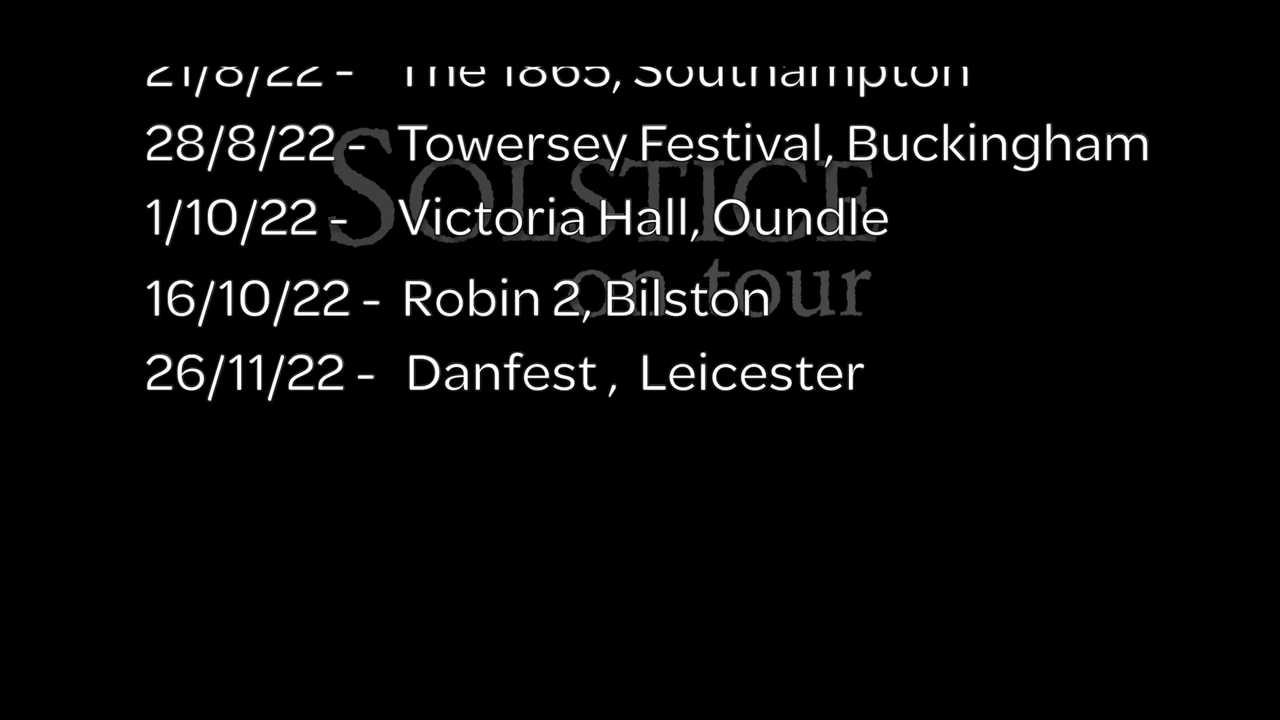 21/8/22 - The 1865, Southampton
28/8/22 - Towersey Festival, Buckingham
SOLSTICE
1/10/22 - Victoria Hall, Oundle
on tour
16/10/22 - Robin 2, Bilston
26/11/22 - Danfest , Leicester